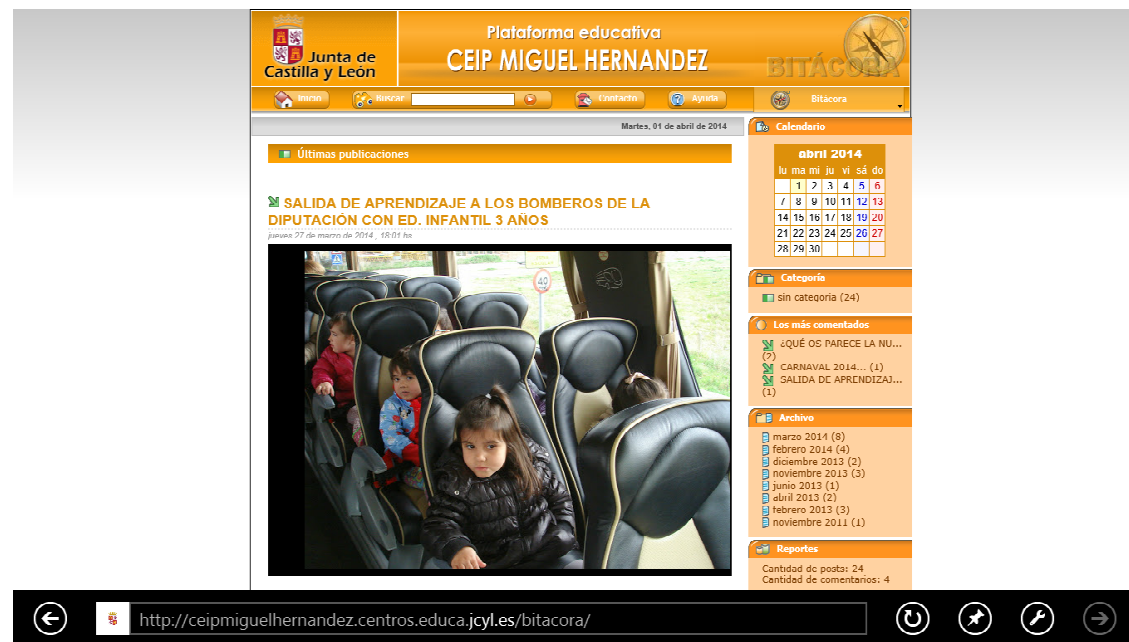 Junta de
Castilla y León
Plataforma educativa
CEIP MIGUEL HERNANDEZ
BITÁCORA
Inicio
Buscar
Contacto
Ayuda
Bitácora
Martes, 01 de abril de 2014
Últimas publicaciones
SALIDA DE APRENDIZAJE A LOS BOMBEROS DE LA
DIPUTACIÓN CON ED. INFANTIL 3 AÑOS
jueves 27 de marzo de 2014 , 18:01 hs
40
Calendario
abril 2014
lu ma mi ju vi sá do
1 2 3 4 5 6
7 8 9 10 11 12 13
14 15 16 17 18 19 20
21 22 23 24 25 26 27
28 29 30
Categoría
sin categoria (24)
Los más comentados
¿QUÉ OS PARECE LA NU...
(2)
CARNAVAL 2014... (1)
SALIDA DE APRENDIZAJ...
(1)
Archivo
marzo 2014 (8)
febrero 2014 (4)
diciembre 2013 (2)
noviembre 2013 (3)
junio 2013 (1)
abril 2013 (2)
febrero 2013 (3)
noviembre 2011 (1)
Reportes
Cantidad de posts: 24
Cantidad de comentarios: 4
http://ceipmiguelhernandez.centros.educa.jcyl.es/bitacora/